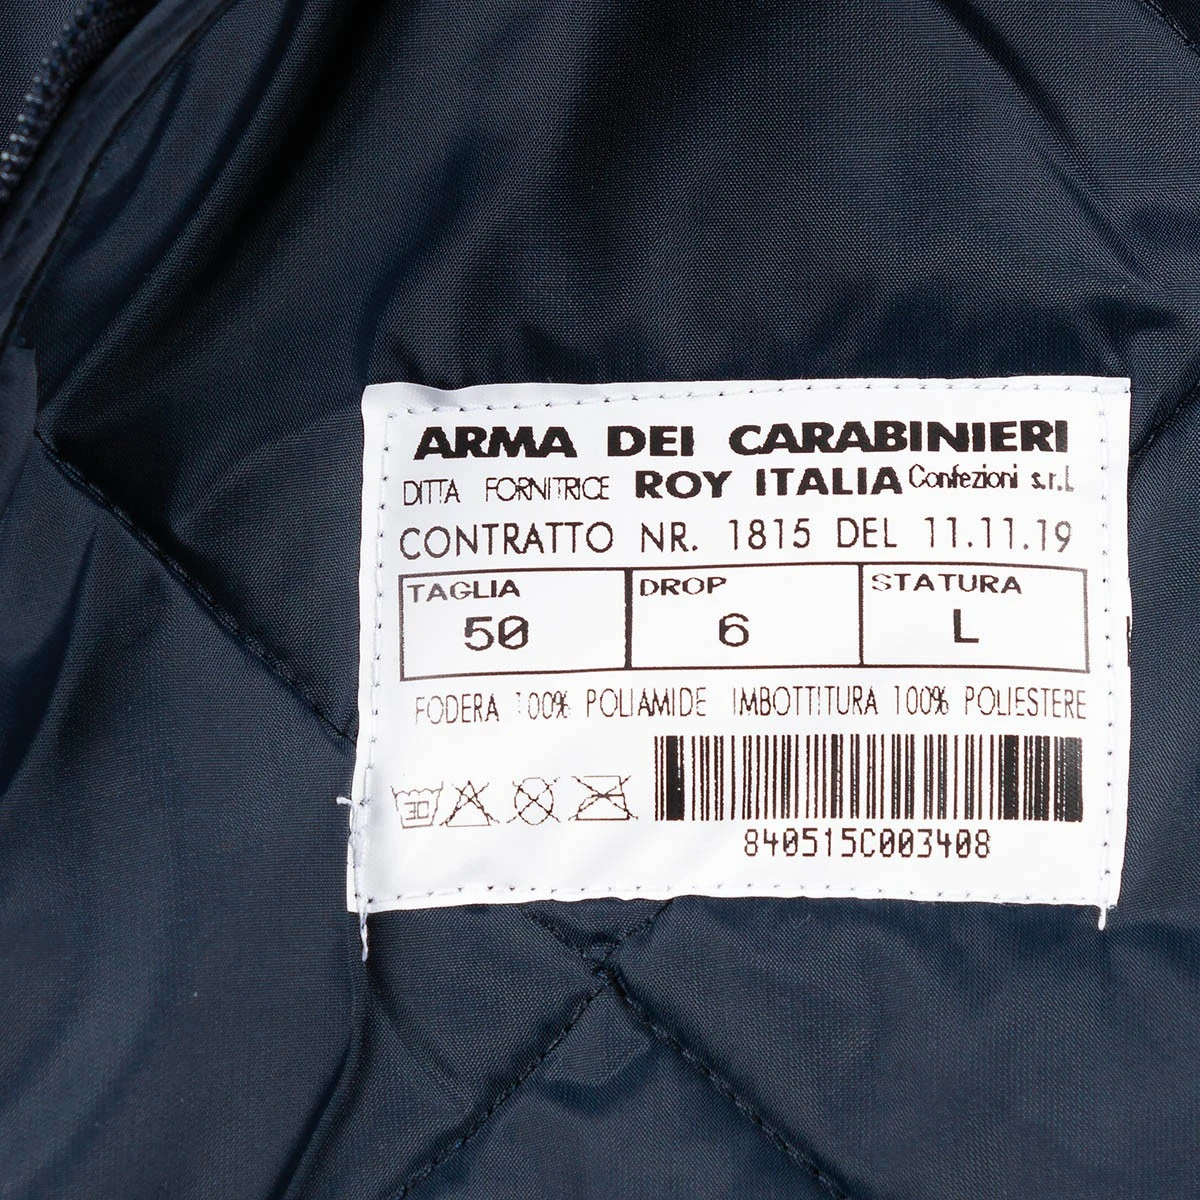 ARMA DEI CARABINIERI
DITTA FORNITRICE ROY ITALIA Confezioni s.r.l
CONTRATTO NR. 1815 DEL 11.11.19
TAGLIA DROP STATURA
50 6 L
FODERA 100% POLIAMIDE IMBOTTITURA 100% POLIESTERE
30
840515C003408